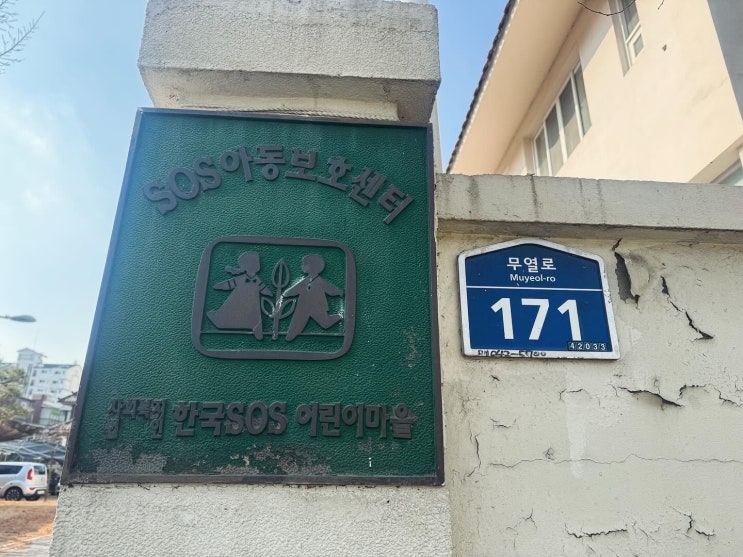 SOS아동보호센터
사회복지법인 한국SOS 어린이마을
무열로
Muyeol-ro
171
42033